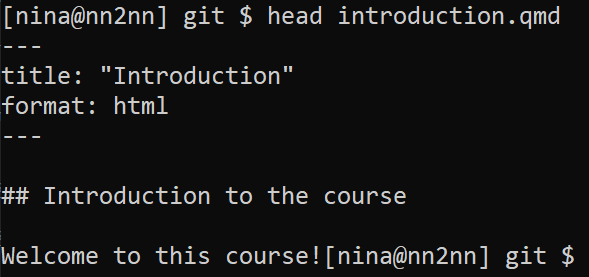 [nina@nn2nn] git $ head introduction.qmd
---
title: "Introduction"
format: html
---
## Introduction to the course
Welcome to this course![nina@nn2nn] git $